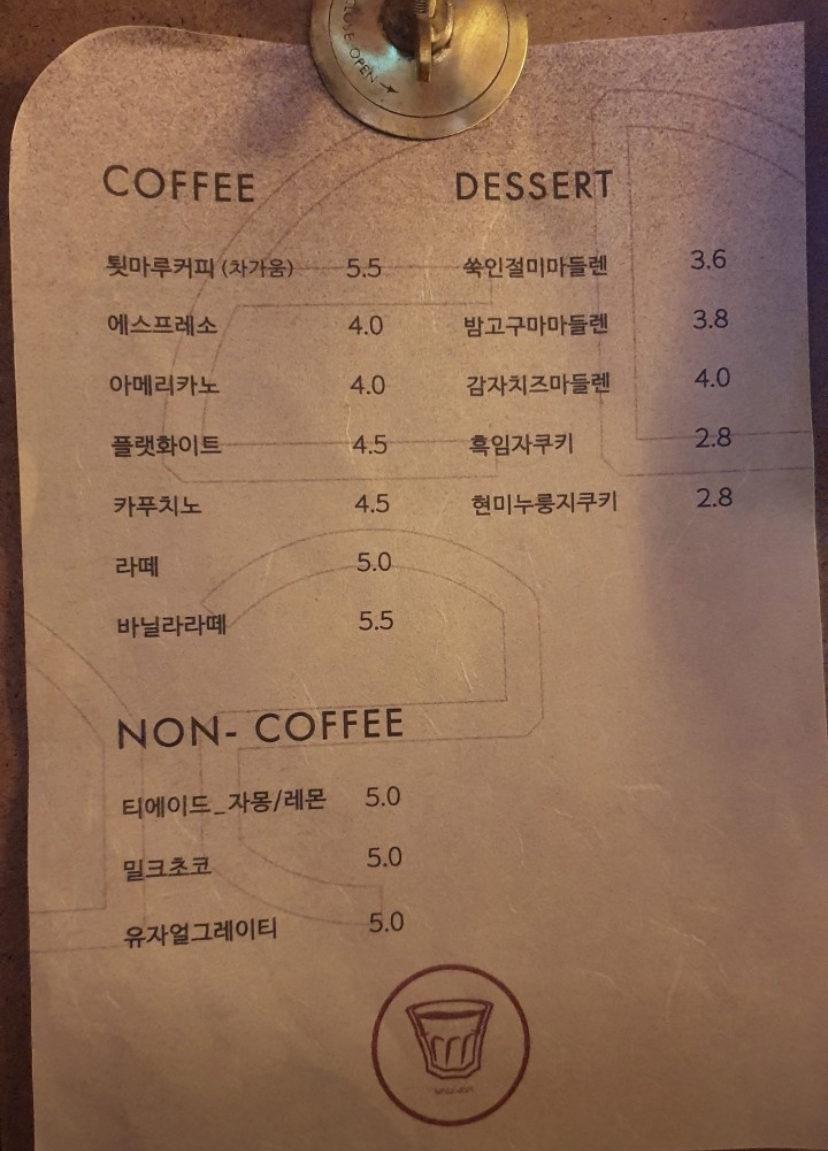 OPEN
COFFEE
툇마루커피 (차가움) 5.5
에스프레소 4.0
아메리카노 4.0
플랫화이트 4.5
카푸치노 4.5
라떼 5.0
바닐라라떼 5.5
NON- COFFEE
티에이드_자몽/레몬 5.0
밀크초코 5.0
유자얼그레이티 5.0
DESSERT
쑥인절미마들렌 3.6
밤고구마마들렌 3.8
감자치즈마들렌 4.0
흑임자쿠키 2.8
현미누룽지쿠키 2.8